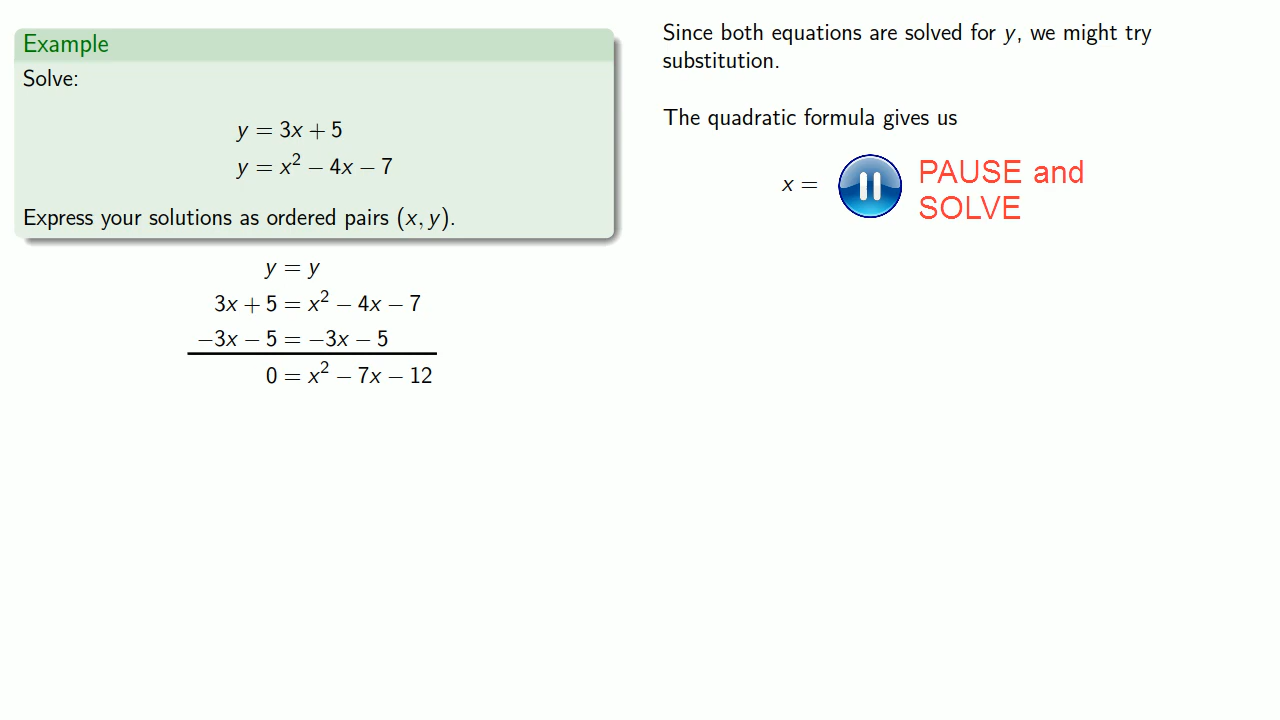 Example
Solve:
y = 3x + 5
y = x² − 4x − 7
Express your solutions as ordered pairs (x, y).
y = y
3x + 5 = x² − 4x − 7
−3x − 5 = −3x − 5
0 = x² − 7x − 12
Since both equations are solved for y, we might try
substitution.
The quadratic formula gives us
x =
PAUSE and
SOLVE